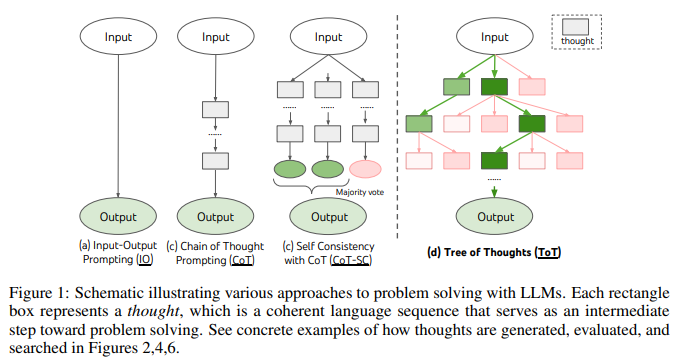 Input
Input
Input
Input
thought
......
......
......
......
......
Majority vote
Output
Output
Output
Output
(a) Input-Output
Prompting (IO)
(c) Chain of Thought
Prompting (CoT)
(c) Self Consistency
with CoT (CoT-SC)
(d) Tree of Thoughts (ToT)
Figure 1: Schematic illustrating various approaches to problem solving with LLMs. Each rectangle
box represents a thought, which is a coherent language sequence that serves as an intermediate
step toward problem solving. See concrete examples of how thoughts are generated, evaluated, and
searched in Figures 2,4,6.